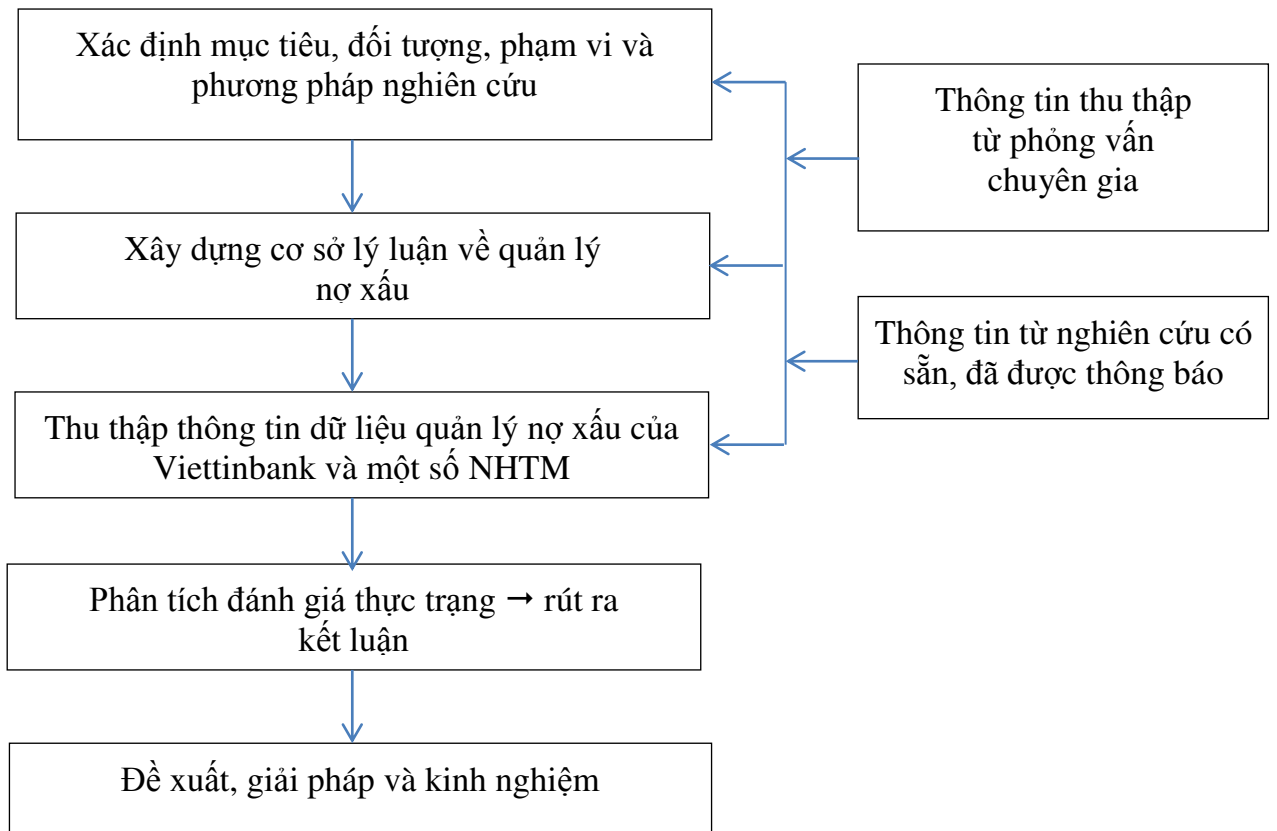 Xác định mục tiêu, đối tượng, phạm vi và
phương pháp nghiên cứu
Thông tin thu thập
từ phỏng vấn
chuyên gia
Xây dựng cơ sở lý luận về quản lý
nợ xấu
Thông tin từ nghiên cứu có
sẵn, đã được thông báo
Thu thập thông tin dữ liệu quản lý nợ xấu của
Viettinbank và một số NHTM
Phân tích đánh giá thực trạng → rút ra
kết luận
Đề xuất, giải pháp và kinh nghiệm